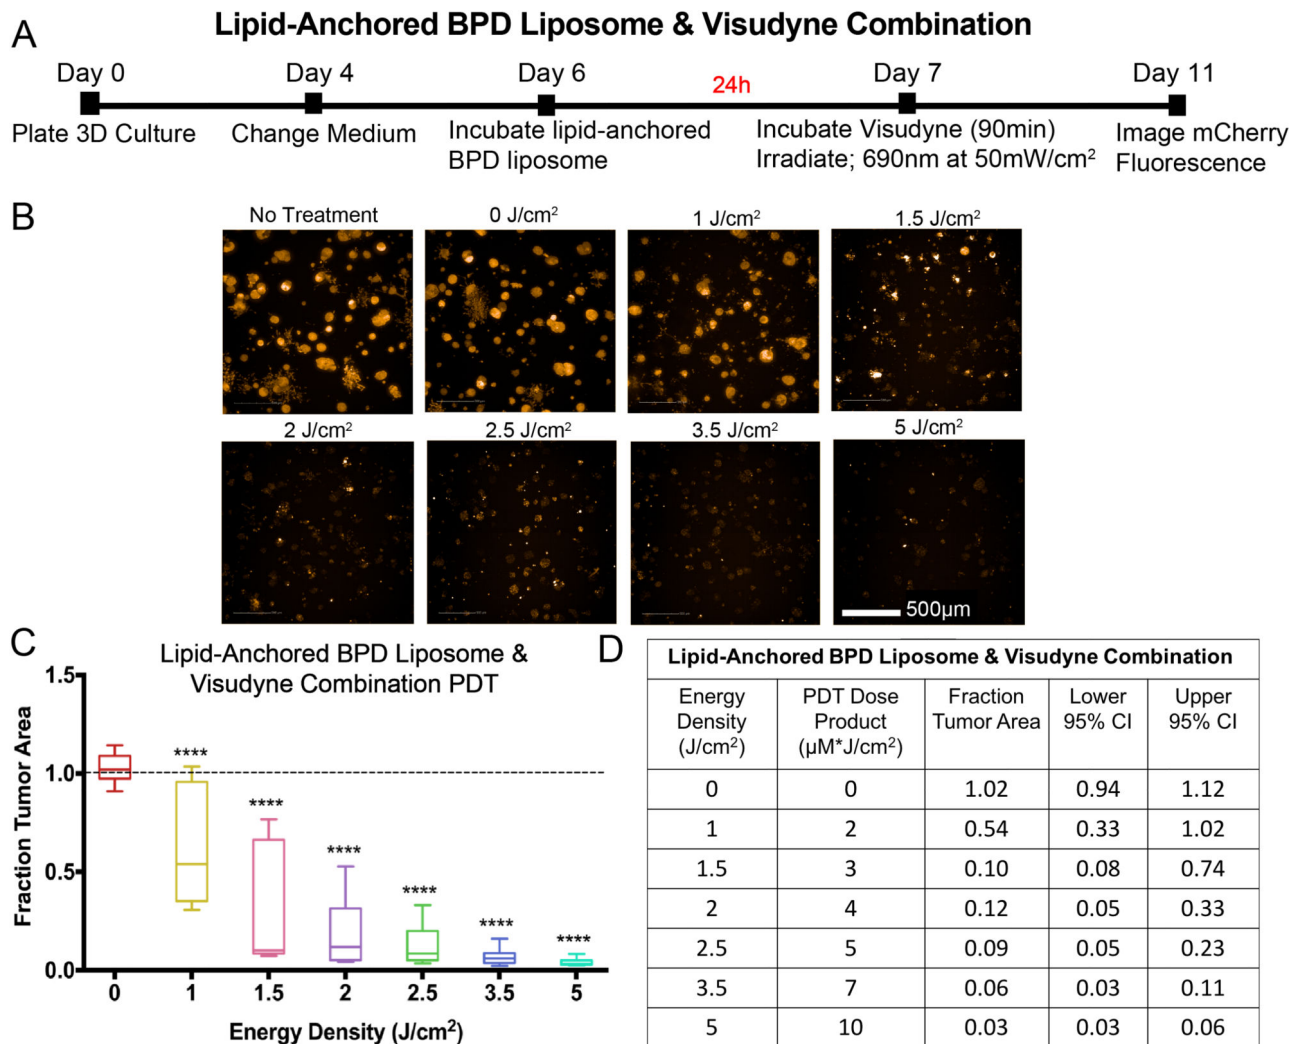 A
Lipid-Anchored BPD Liposome & Visudyne Combination
Day 0
Day 4
Day 6
24h
Day 7
Day 11
Plate 3D Culture
Change Medium
Incubate lipid-anchored
BPD liposome
Incubate Visudyne (90min)
Irradiate; 690nm at 50mW/cm²
Image mCherry
Fluorescence
B
No Treatment
0 J/cm²
1 J/cm²
1.5 J/cm²
2 J/cm²
2.5 J/cm²
3.5 J/cm²
5 J/cm²
500µm
C
Lipid-Anchored BPD Liposome &
Visudyne Combination PDT
Fraction Tumor Area
1.5
1.0
0.5
0.0
****
****
****
****
****
****
0 1 1.5 2 2.5 3.5 5
Energy Density (J/cm²)
D
Lipid-Anchored BPD Liposome & Visudyne Combination
Energy Density (J/cm²) PDT Dose Product (µM*J/cm²) Fraction Tumor Area Lower 95% CI Upper 95% CI
0 0 1.02 0.94 1.12
1 2 0.54 0.33 1.02
1.5 3 0.10 0.08 0.74
2 4 0.12 0.05 0.33
2.5 5 0.09 0.05 0.23
3.5 7 0.06 0.03 0.11
5 10 0.03 0.03 0.06